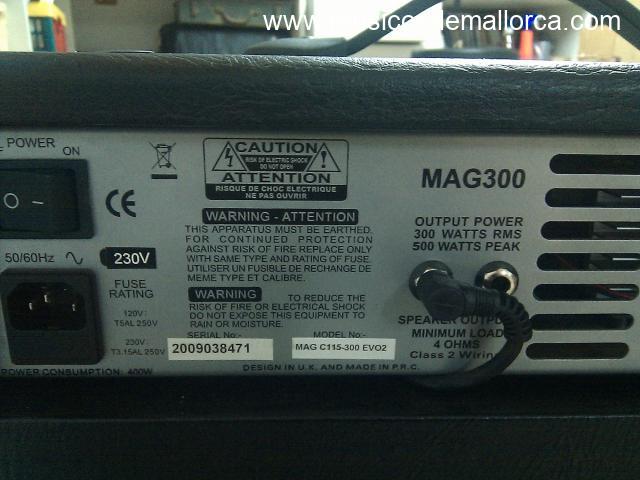 www.musicosdemallorca.com
POWER
ON
50/60Hz
230V
FUSE
RATING
120V:
T5AL 250V
230V:
T3.15AL 250V
POWER CONSUMPTION: 400W
CAUTION
RISK OF ELECTRIC SHOCK
DO NOT OPEN
ATTENTION
RISQUE DE CHOC ELECTRIQUE
NE PAS OUVRIR
WARNING - ATTENTION
THIS APPARATUS MUST BE EARTHED.
FOR CONTINUED PROTECTION
AGAINST RISK OF FIRE REPLACE ONLY
WITH SAME TYPE AND RATING OF FUSE.
UTILISER UN FUSIBLE DE RECHANGE DE
MEME TYPE ET CALIBRE.
WARNING TO REDUCE THE
RISK OF FIRE OR ELECTRICAL SHOCK
DO NOT EXPOSE THIS EQUIPMENT TO
RAIN OR MOISTURE.
SERIAL No:- MODEL No:-
2009038471 MAG C115-300 EVO2
DESIGN IN U.K. AND MADE IN P.R.C.
MAG300
OUTPUT POWER
300 WATTS RMS
500 WATTS PEAK
SPEAKER OUTPUT
MINIMUM LOAD
4 OHMS
Class 2 Wiring